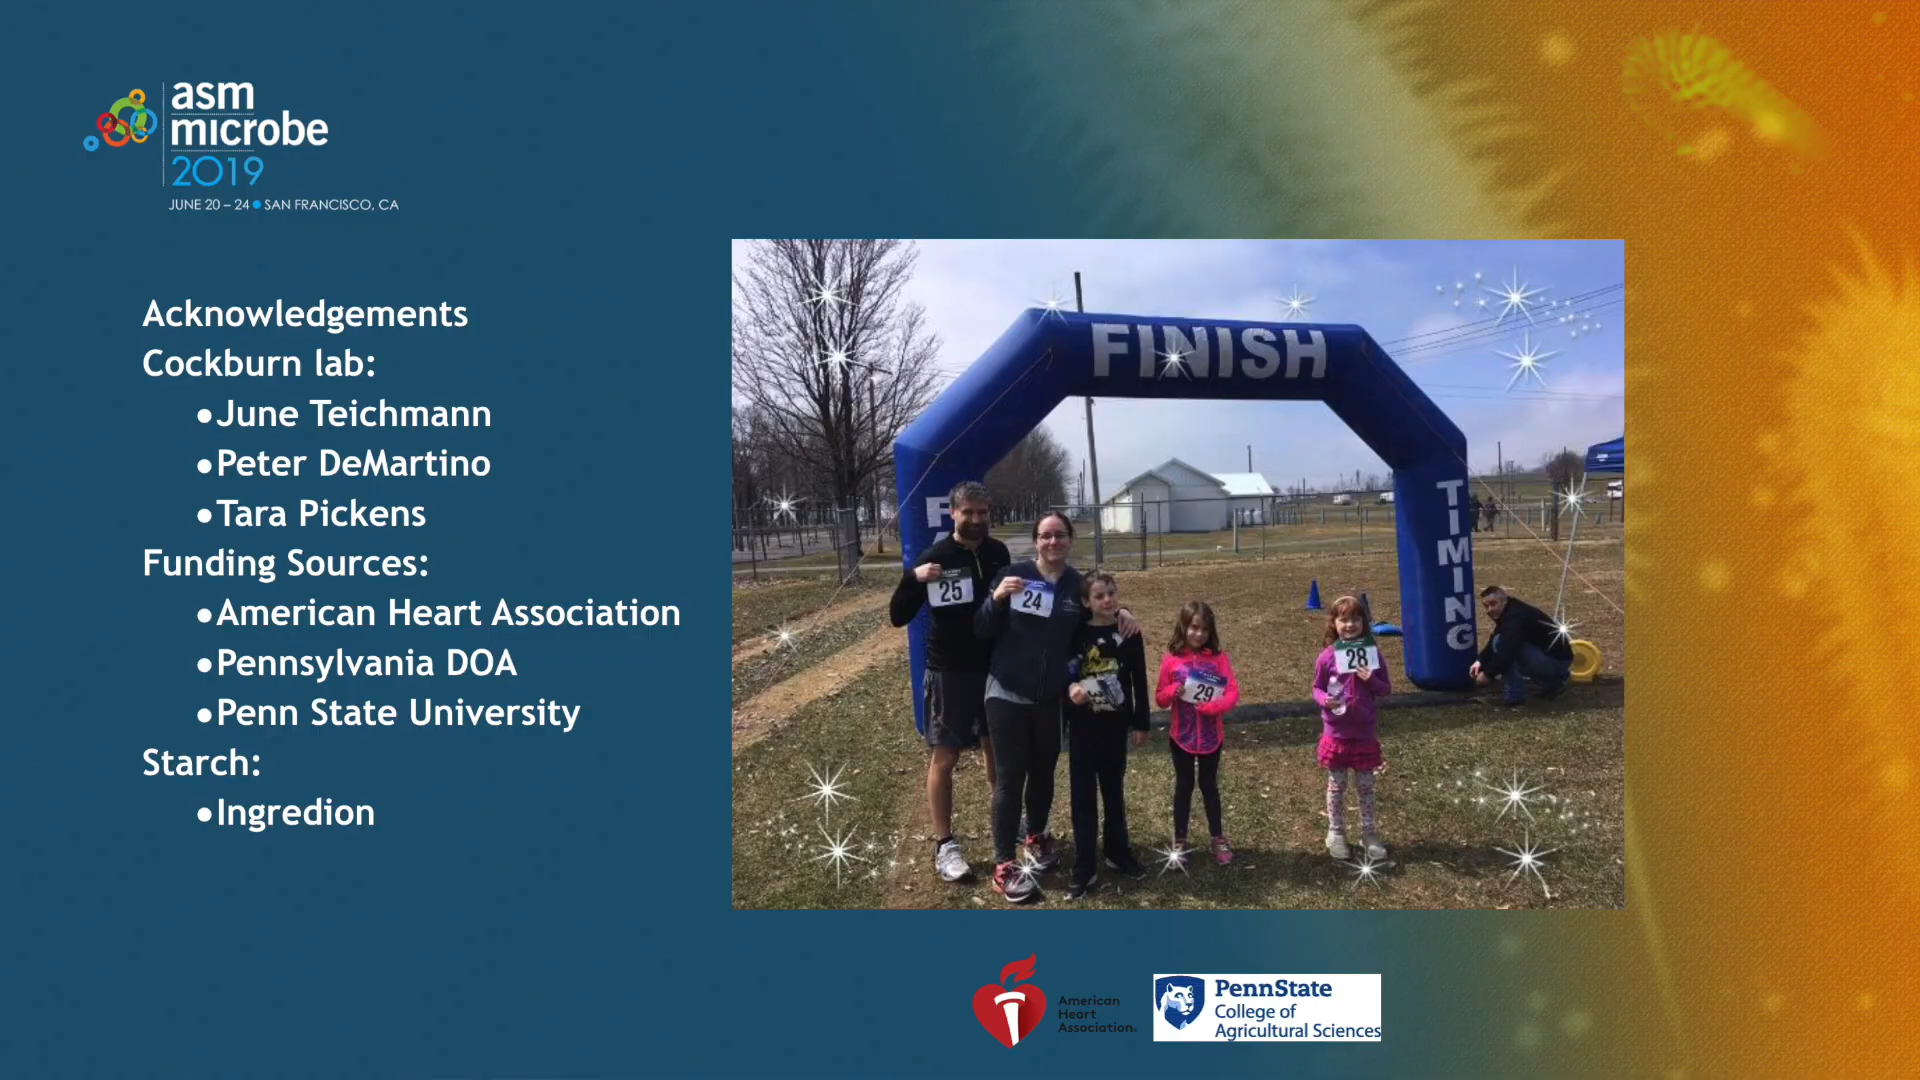 asm
microbe
2019
JUNE 20 – 24 • SAN FRANCISCO, CA
Acknowledgements
Cockburn lab:
•June Teichmann
•Peter DeMartino
•Tara Pickens
Funding Sources:
•American Heart Association
•Pennsylvania DOA
•Penn State University
Starch:
•Ingredion
FINISH
TIMING
25
24
29
28
American
Heart
Association®
PennState
College of
Agricultural Sciences